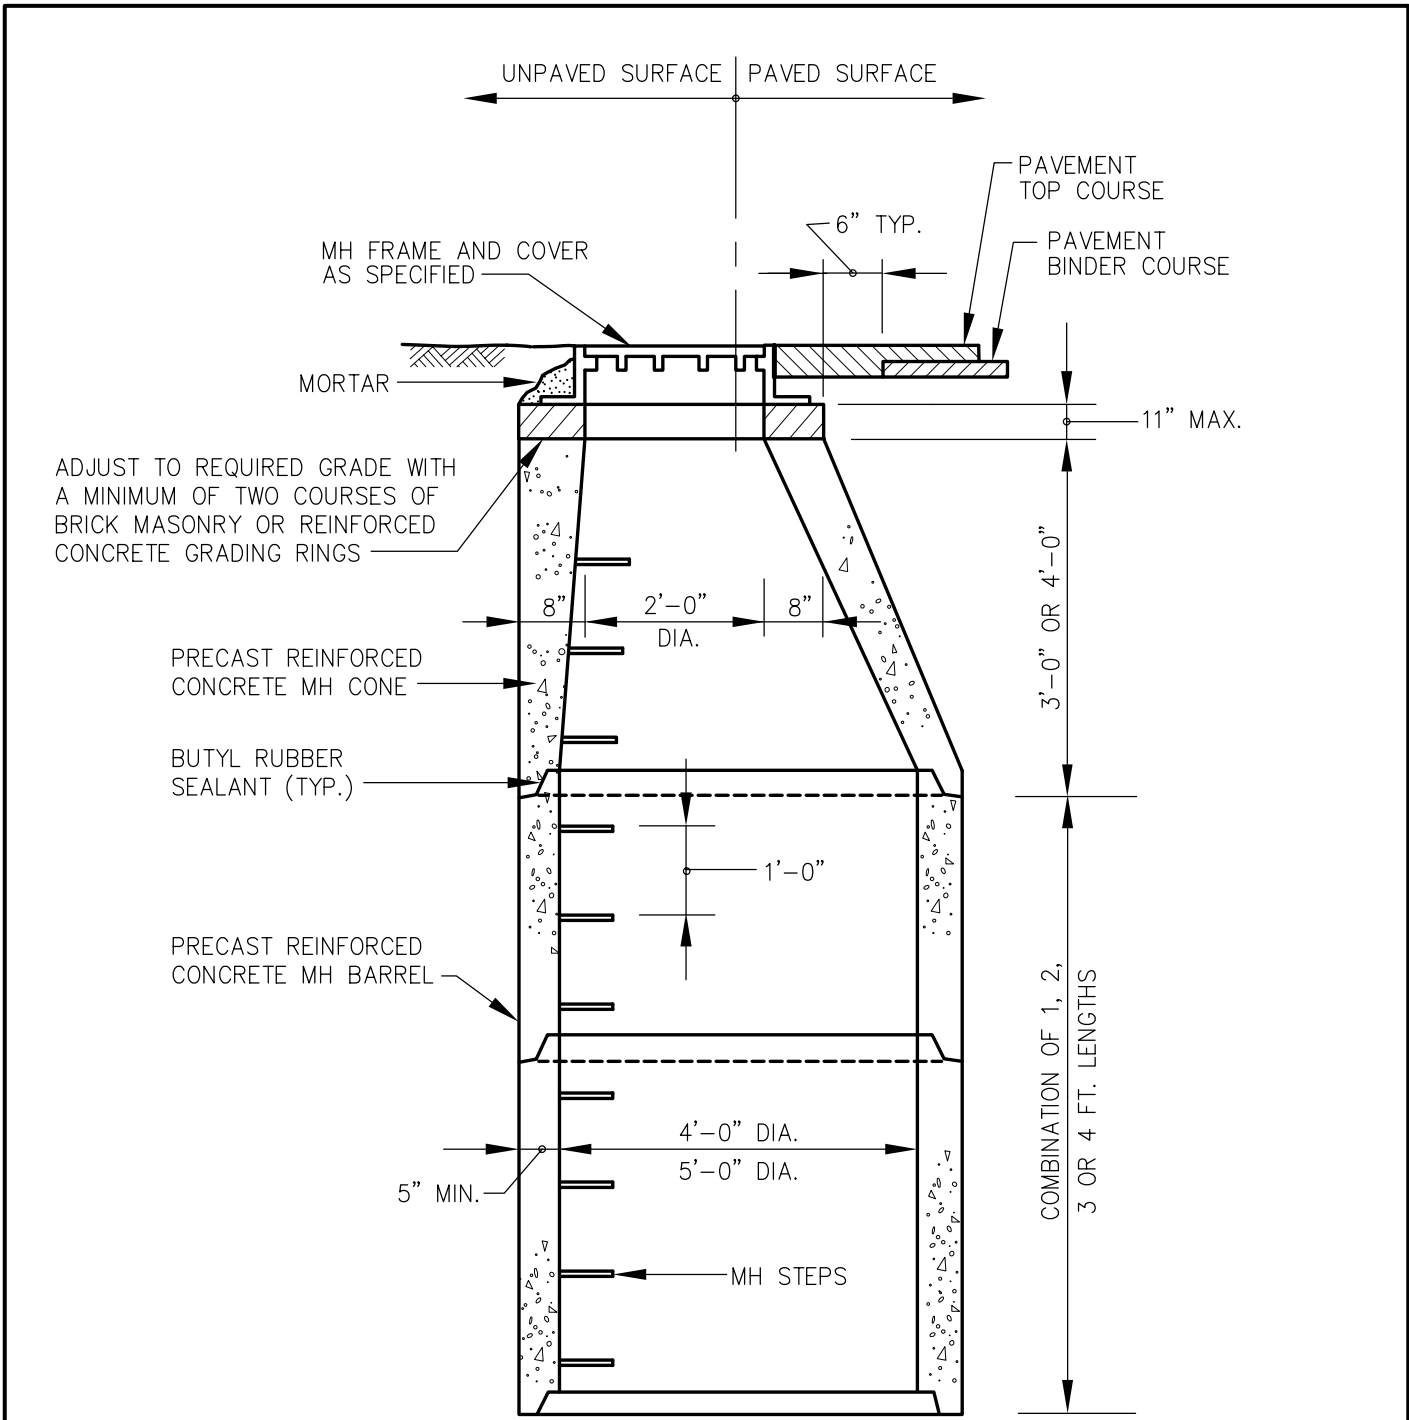 UNPAVED SURFACE
PAVED SURFACE
PAVEMENT
TOP COURSE
6” TYP.
PAVEMENT
BINDER COURSE
MH FRAME AND COVER
AS SPECIFIED
MORTAR
11” MAX.
ADJUST TO REQUIRED GRADE WITH
A MINIMUM OF TWO COURSES OF
BRICK MASONRY OR REINFORCED
CONCRETE GRADING RINGS
3’-0” OR 4’-0”
8”
2’-0”
DIA.
8”
PRECAST REINFORCED
CONCRETE MH CONE
BUTYL RUBBER
SEALANT (TYP.)
1’-0”
PRECAST REINFORCED
CONCRETE MH BARREL
COMBINATION OF 1, 2,
3 OR 4 FT. LENGTHS
4’-0” DIA.
5’-0” DIA.
5” MIN.
MH STEPS